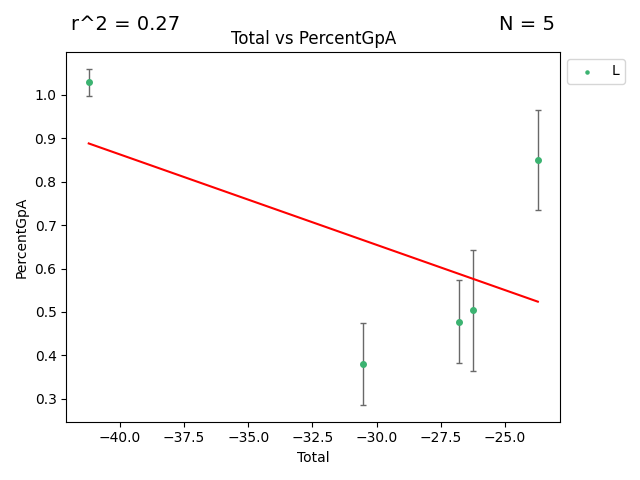 r^2 = 0.27
N = 5
Total vs PercentGpA
L
PercentGpA
1.0
0.9
0.8
0.7
0.6
0.5
0.4
0.3
−40.0 −37.5 −35.0 −32.5 −30.0 −27.5 −25.0
Total